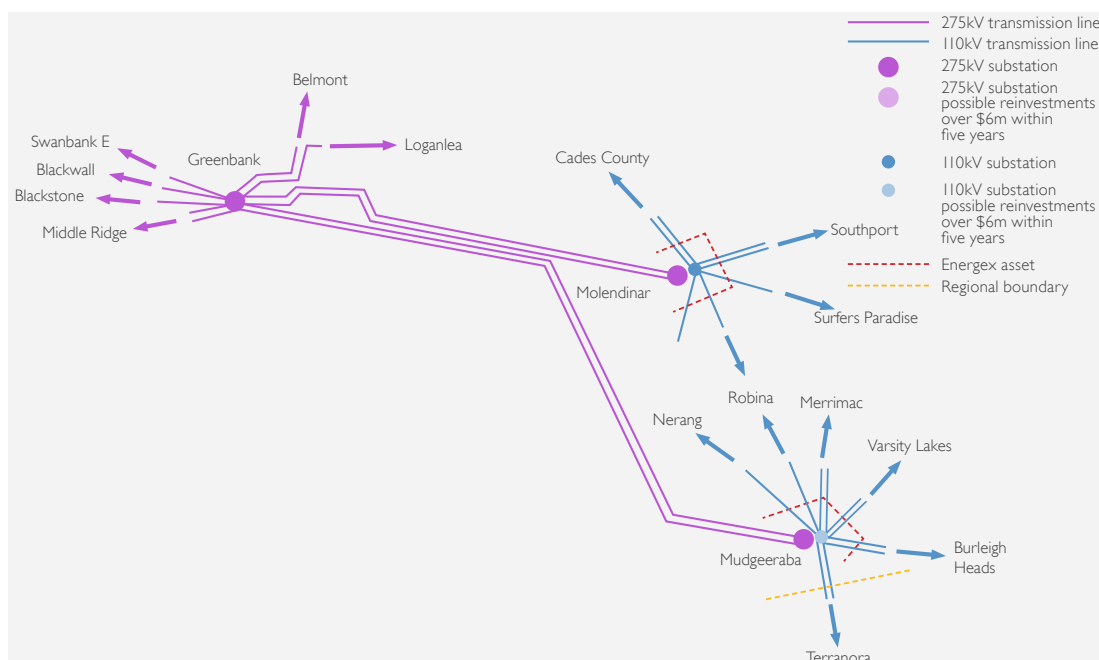 275kV transmission line
110kV transmission line
275kV substation
275kV substation
possible reinvestments
over $6m within
five years
110kV substation
110kV substation
possible reinvestments
over $6m within
five years
Energex asset
Regional boundary
Belmont
Loganlea
Swanbank E
Greenbank
Blackwall
Blackstone
Middle Ridge
Cades County
Southport
Molendinar
Surfers Paradise
Robina
Merrimac
Nerang
Varsity Lakes
Mudgeeraba
Burleigh
Heads
Terranora